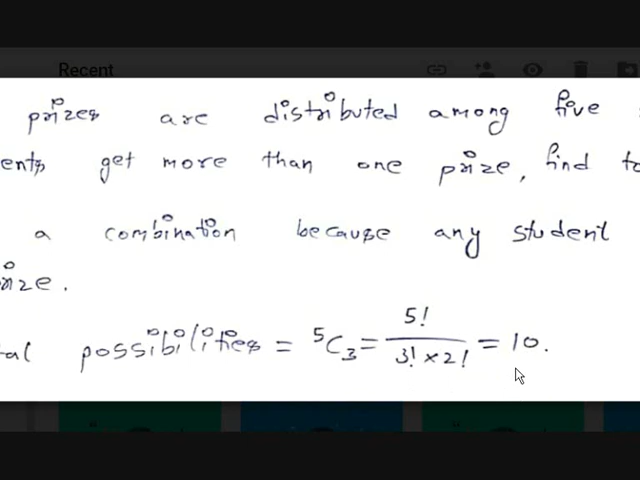 Recent
prizes are distributed among five
ents get more than one prize, find to
a combination because any student
ize.
tal possibilities = ⁵C₃ = 5! / 3! × 2! = 10.